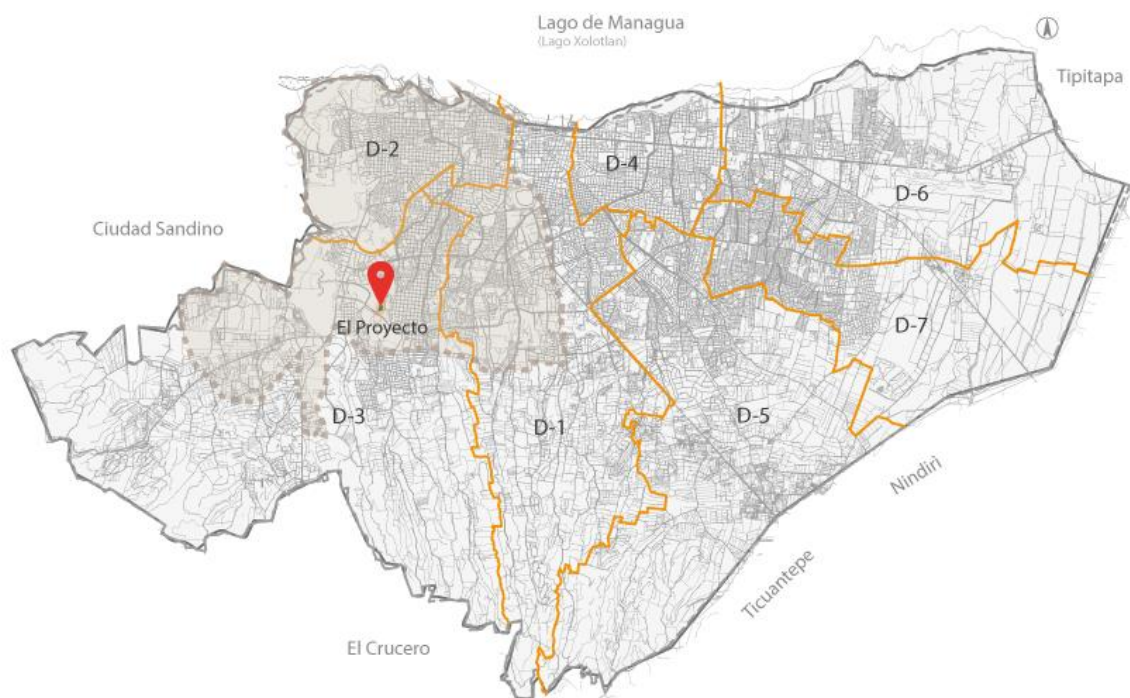 Lago de Managua
(Lago Xolotlan)
Tipitapa
D-2
D-4
D-6
Ciudad Sandino
El Proyecto
D-7
D-3
D-1
D-5
Nindiri
Ticuantepe
El Crucero